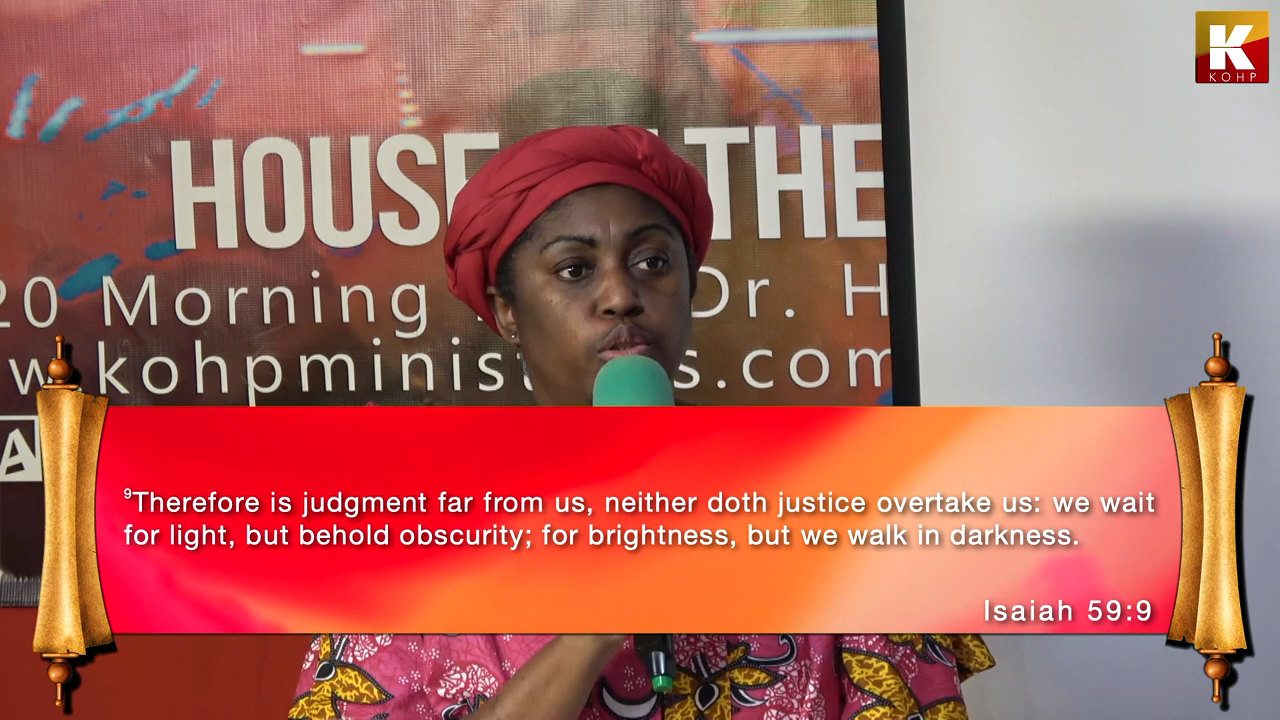 K
KOHP
HOUSE THE
20 Morning Dr. H
w.kohpminist s.com
A
9Therefore is judgment far from us, neither doth justice overtake us: we wait
for light, but behold obscurity; for brightness, but we walk in darkness.
Isaiah 59:9